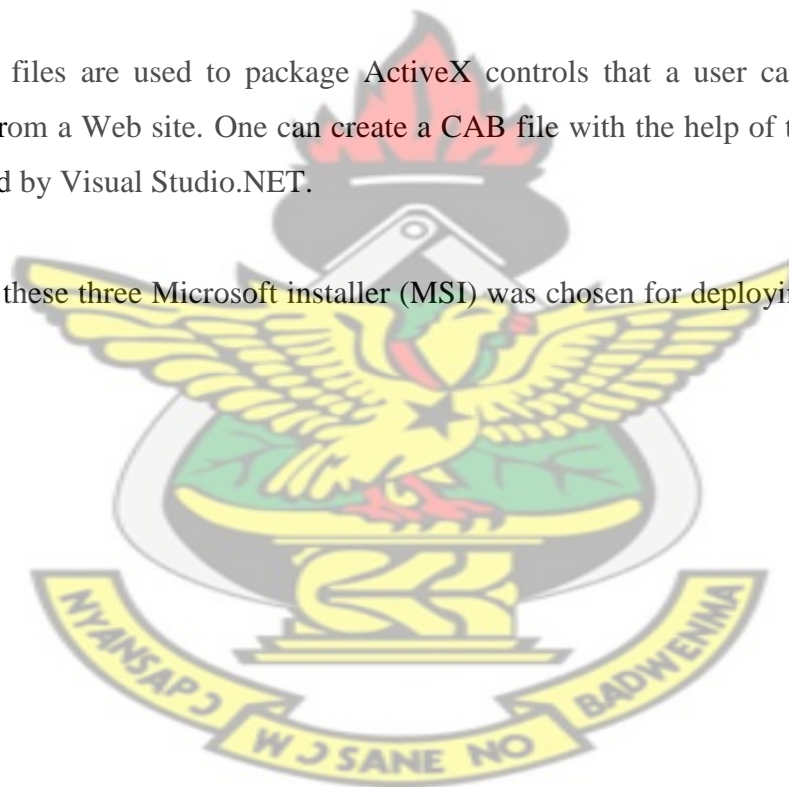 files are used to package ActiveX controls that a user ca
rom a Web site. One can create a CAB file with the help of t
d by Visual Studio.NET.
these three Microsoft installer (MSI) was chosen for deployi
NYANSAPƆ
W Ɔ SANE NO
BADWENMA